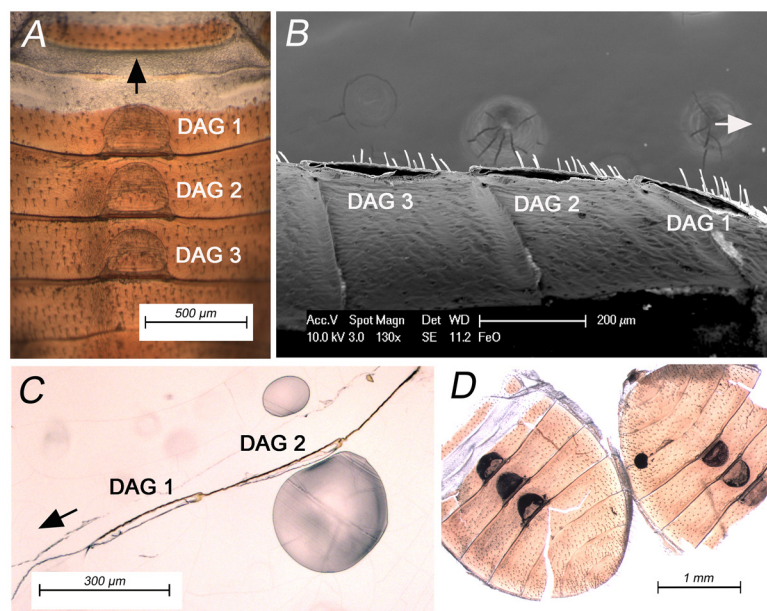 A
DAG 1
DAG 2
DAG 3
500 µm
B
DAG 3
DAG 2
DAG 1
Acc.V Spot Magn Det WD
10.0 kV 3.0 130x SE 11.2 FeO
200 µm
C
DAG 2
DAG 1
300 µm
D
1 mm